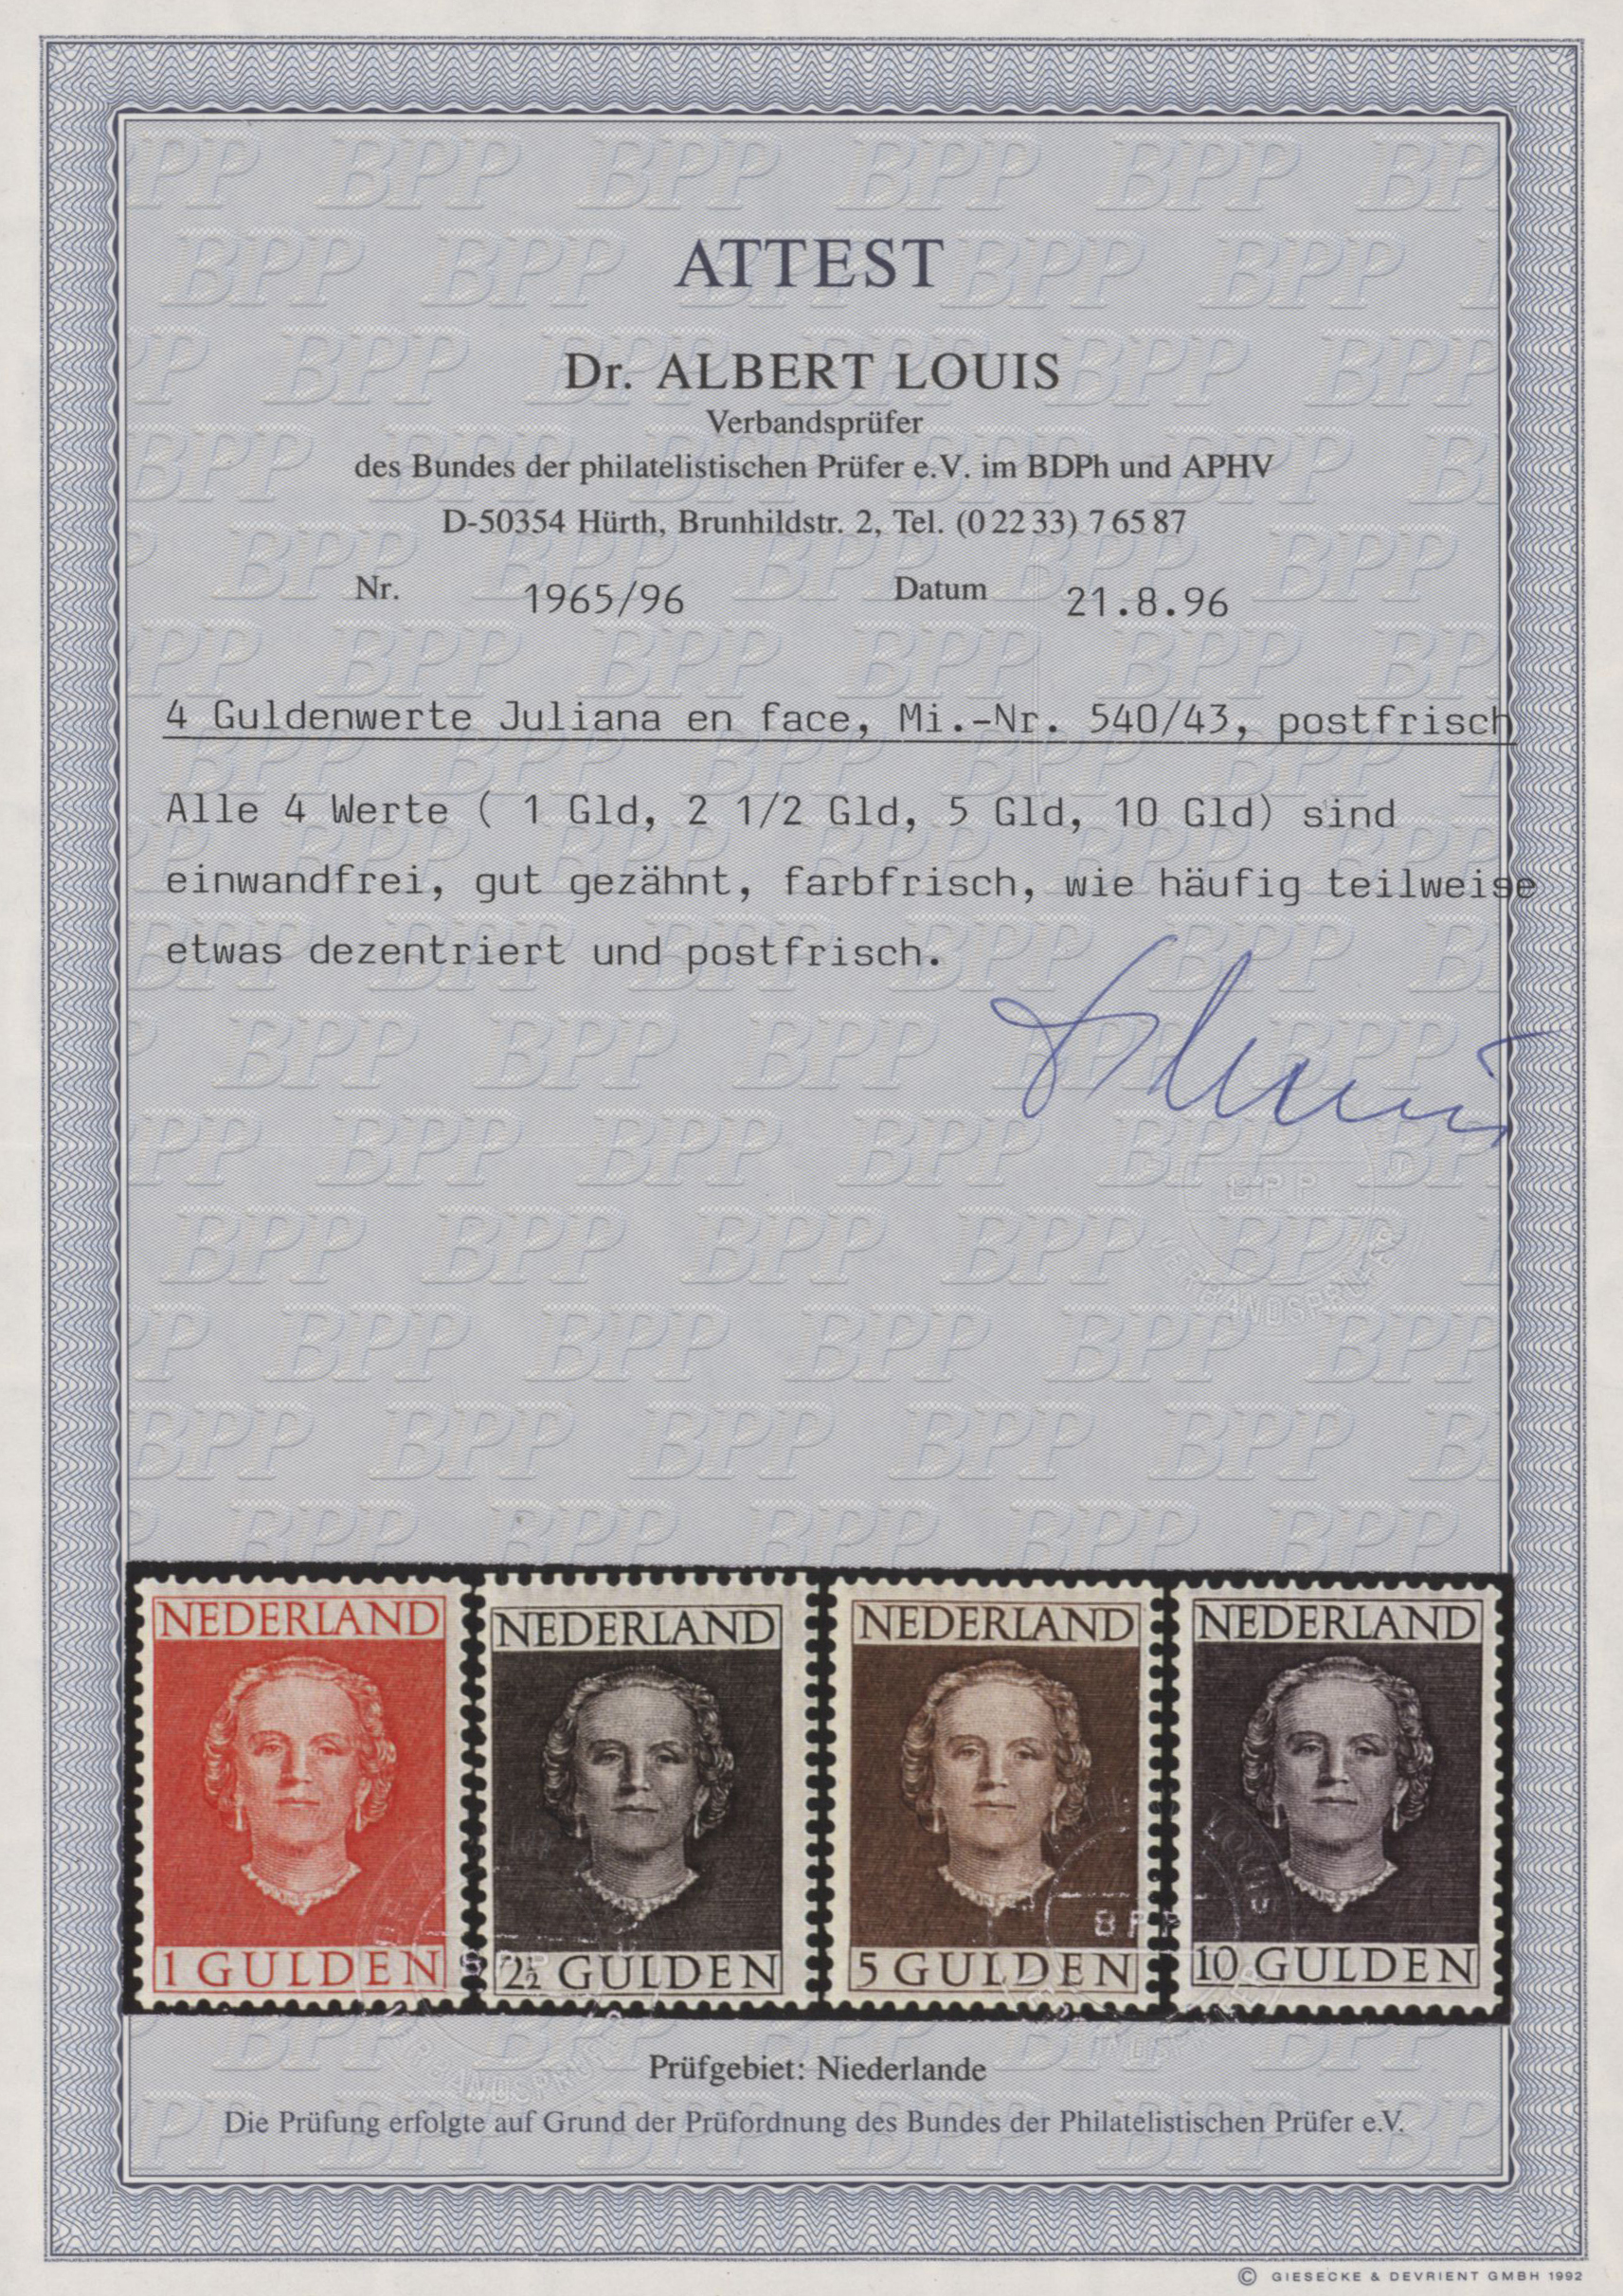 ATTEST
Dr. ALBERT LOUIS
Verbandsprüfer
des Bundes der philatelistischen Prüfer e.V. im BDPh und APHV
D-50354 Hürth, Brunhildstr. 2, Tel. (0 22 33) 7 65 87
Nr. 1965/96 Datum 21.8.96
4 Guldenwerte Juliana en face, Mi.-Nr. 540/43, postfrisch
Alle 4 Werte ( 1 Gld, 2 1/2 Gld, 5 Gld, 10 Gld) sind
einwandfrei, gut gezähnt, farbfrisch, wie häufig teilweise
etwas dezentriert und postfrisch.
BPP
VERBANDSPRÜFER
NEDERLAND NEDERLAND NEDERLAND NEDERLAND
1 GULDEN 2½ GULDEN 5 GULDEN 10 GULDEN
Prüfgebiet: Niederlande
Die Prüfung erfolgte auf Grund der Prüfordnung des Bundes der Philatelistischen Prüfer e.V.
© GIESECKE & DEVRIENT GMBH 1992